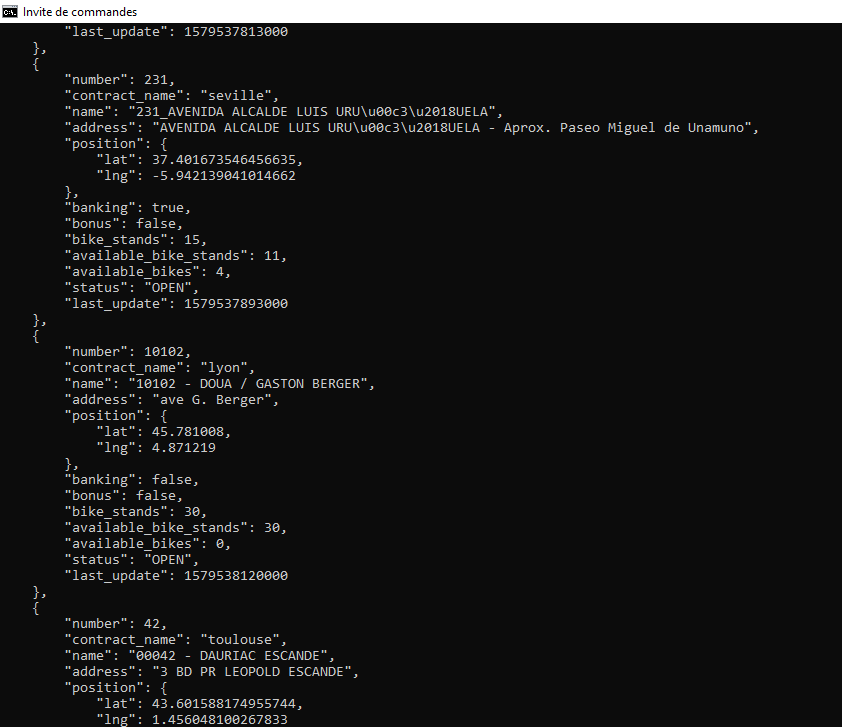 Invite de commandes
"last_update": 1579537813000
},
{
"number": 231,
"contract_name": "seville",
"name": "231_AVENIDA ALCALDE LUIS URU\u00c3\u2018UELA",
"address": "AVENIDA ALCALDE LUIS URU\u00c3\u2018UELA - Aprox. Paseo Miguel de Unamuno",
"position": {
"lat": 37.401673546456635,
"lng": -5.942139041014662
},
"banking": true,
"bonus": false,
"bike_stands": 15,
"available_bike_stands": 11,
"available_bikes": 4,
"status": "OPEN",
"last_update": 1579537893000
},
{
"number": 10102,
"contract_name": "lyon",
"name": "10102 - DOUA / GASTON BERGER",
"address": "ave G. Berger",
"position": {
"lat": 45.781008,
"lng": 4.871219
},
"banking": false,
"bonus": false,
"bike_stands": 30,
"available_bike_stands": 30,
"available_bikes": 0,
"status": "OPEN",
"last_update": 1579538120000
},
{
"number": 42,
"contract_name": "toulouse",
"name": "00042 - DAURIAC ESCANDE",
"address": "3 BD PR LEOPOLD ESCANDE",
"position": {
"lat": 43.601588174955744,
"lng": 1.456048100267833